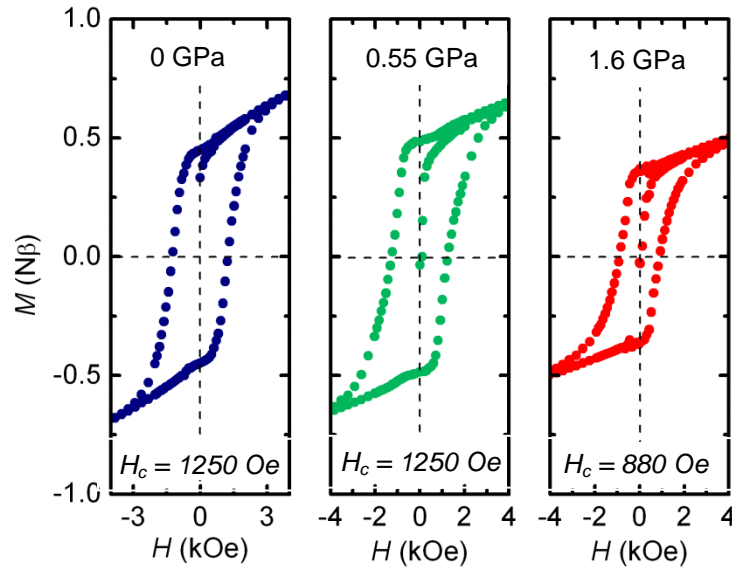 0 GPa
0.55 GPa
1.6 GPa
1.0
0.5
0.0
-0.5
-1.0
M (Nβ)
H_c = 1250 Oe
H_c = 1250 Oe
H_c = 880 Oe
-3 0 3
-4 -2 0 2 4
-4 -2 0 2 4
H (kOe)
H (kOe)
H (kOe)